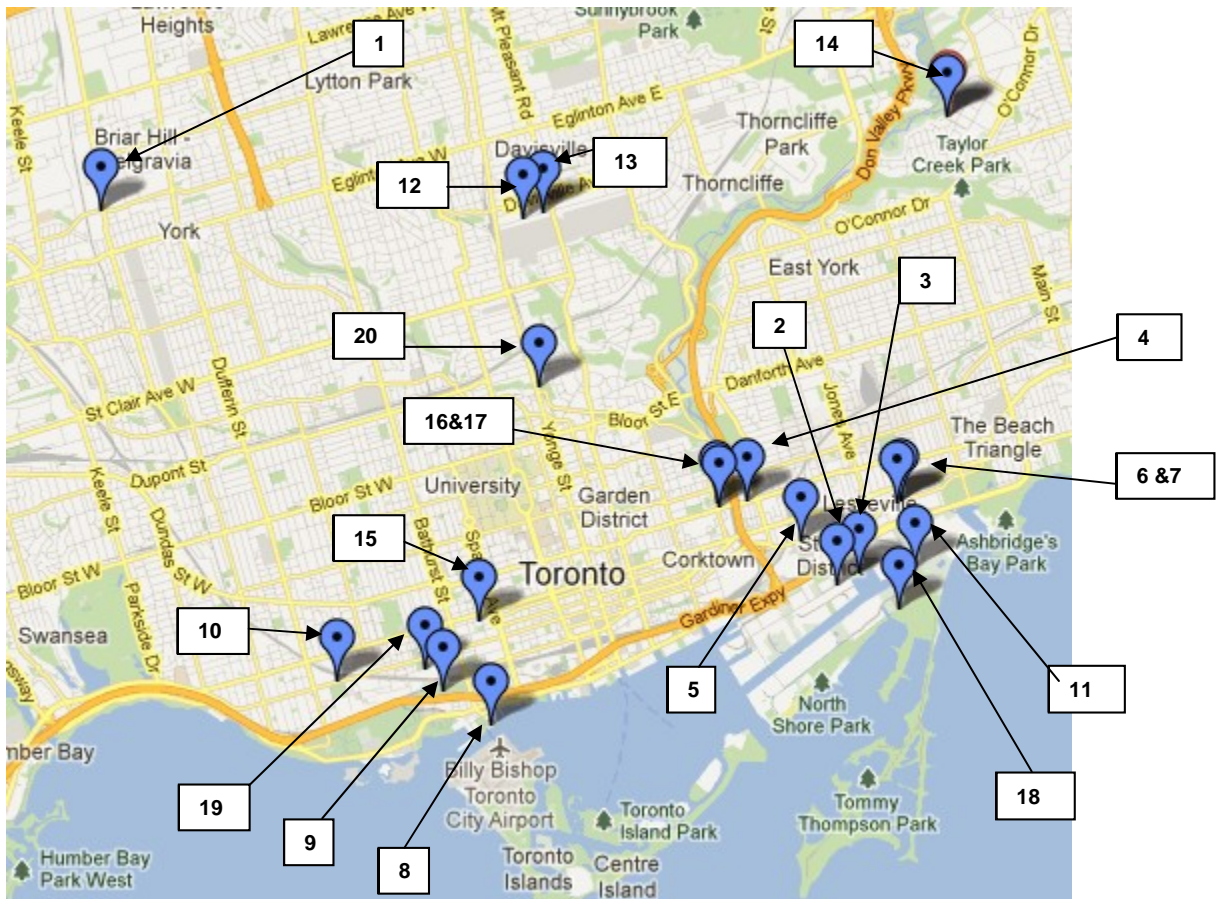 Lawrence
Heights
Lawrence Ave W
Sunnybrook
Park
1
14
Lytton Park
Mt Pleasant Rd
Don Valley Pkwy
O'Connor Dr
Keele St
Briar Hill -
Eglinton Ave E
Thorncliffe
Park
Taylor
Creek Park
Davisville
13
12
Eglinton Ave W
Thorncliffe
York
O'Connor Dr
East York
3
Main St
2
4
20
Danforth Ave
St Clair Ave W
Dufferin St
Jones Ave
Bloor St E
16&17
The Beach
Triangle
Yonge St
Dupont St
Keele St
Bloor St W
University
Garden
District
6 &7
Leslieville
Dundas St W
Bathurst St
15
Ashbridge's
Bay Park
Corktown
District
Toronto
Bloor St W
Parkside Dr
Gardiner Expy
Swansea
10
5
11
North
Shore Park
Billy Bishop
Toronto
City Airport
19
9
8
18
Tommy
Thompson Park
Toronto
Island Park
Humber Bay
Park West
Toronto
Islands
Centre
Island